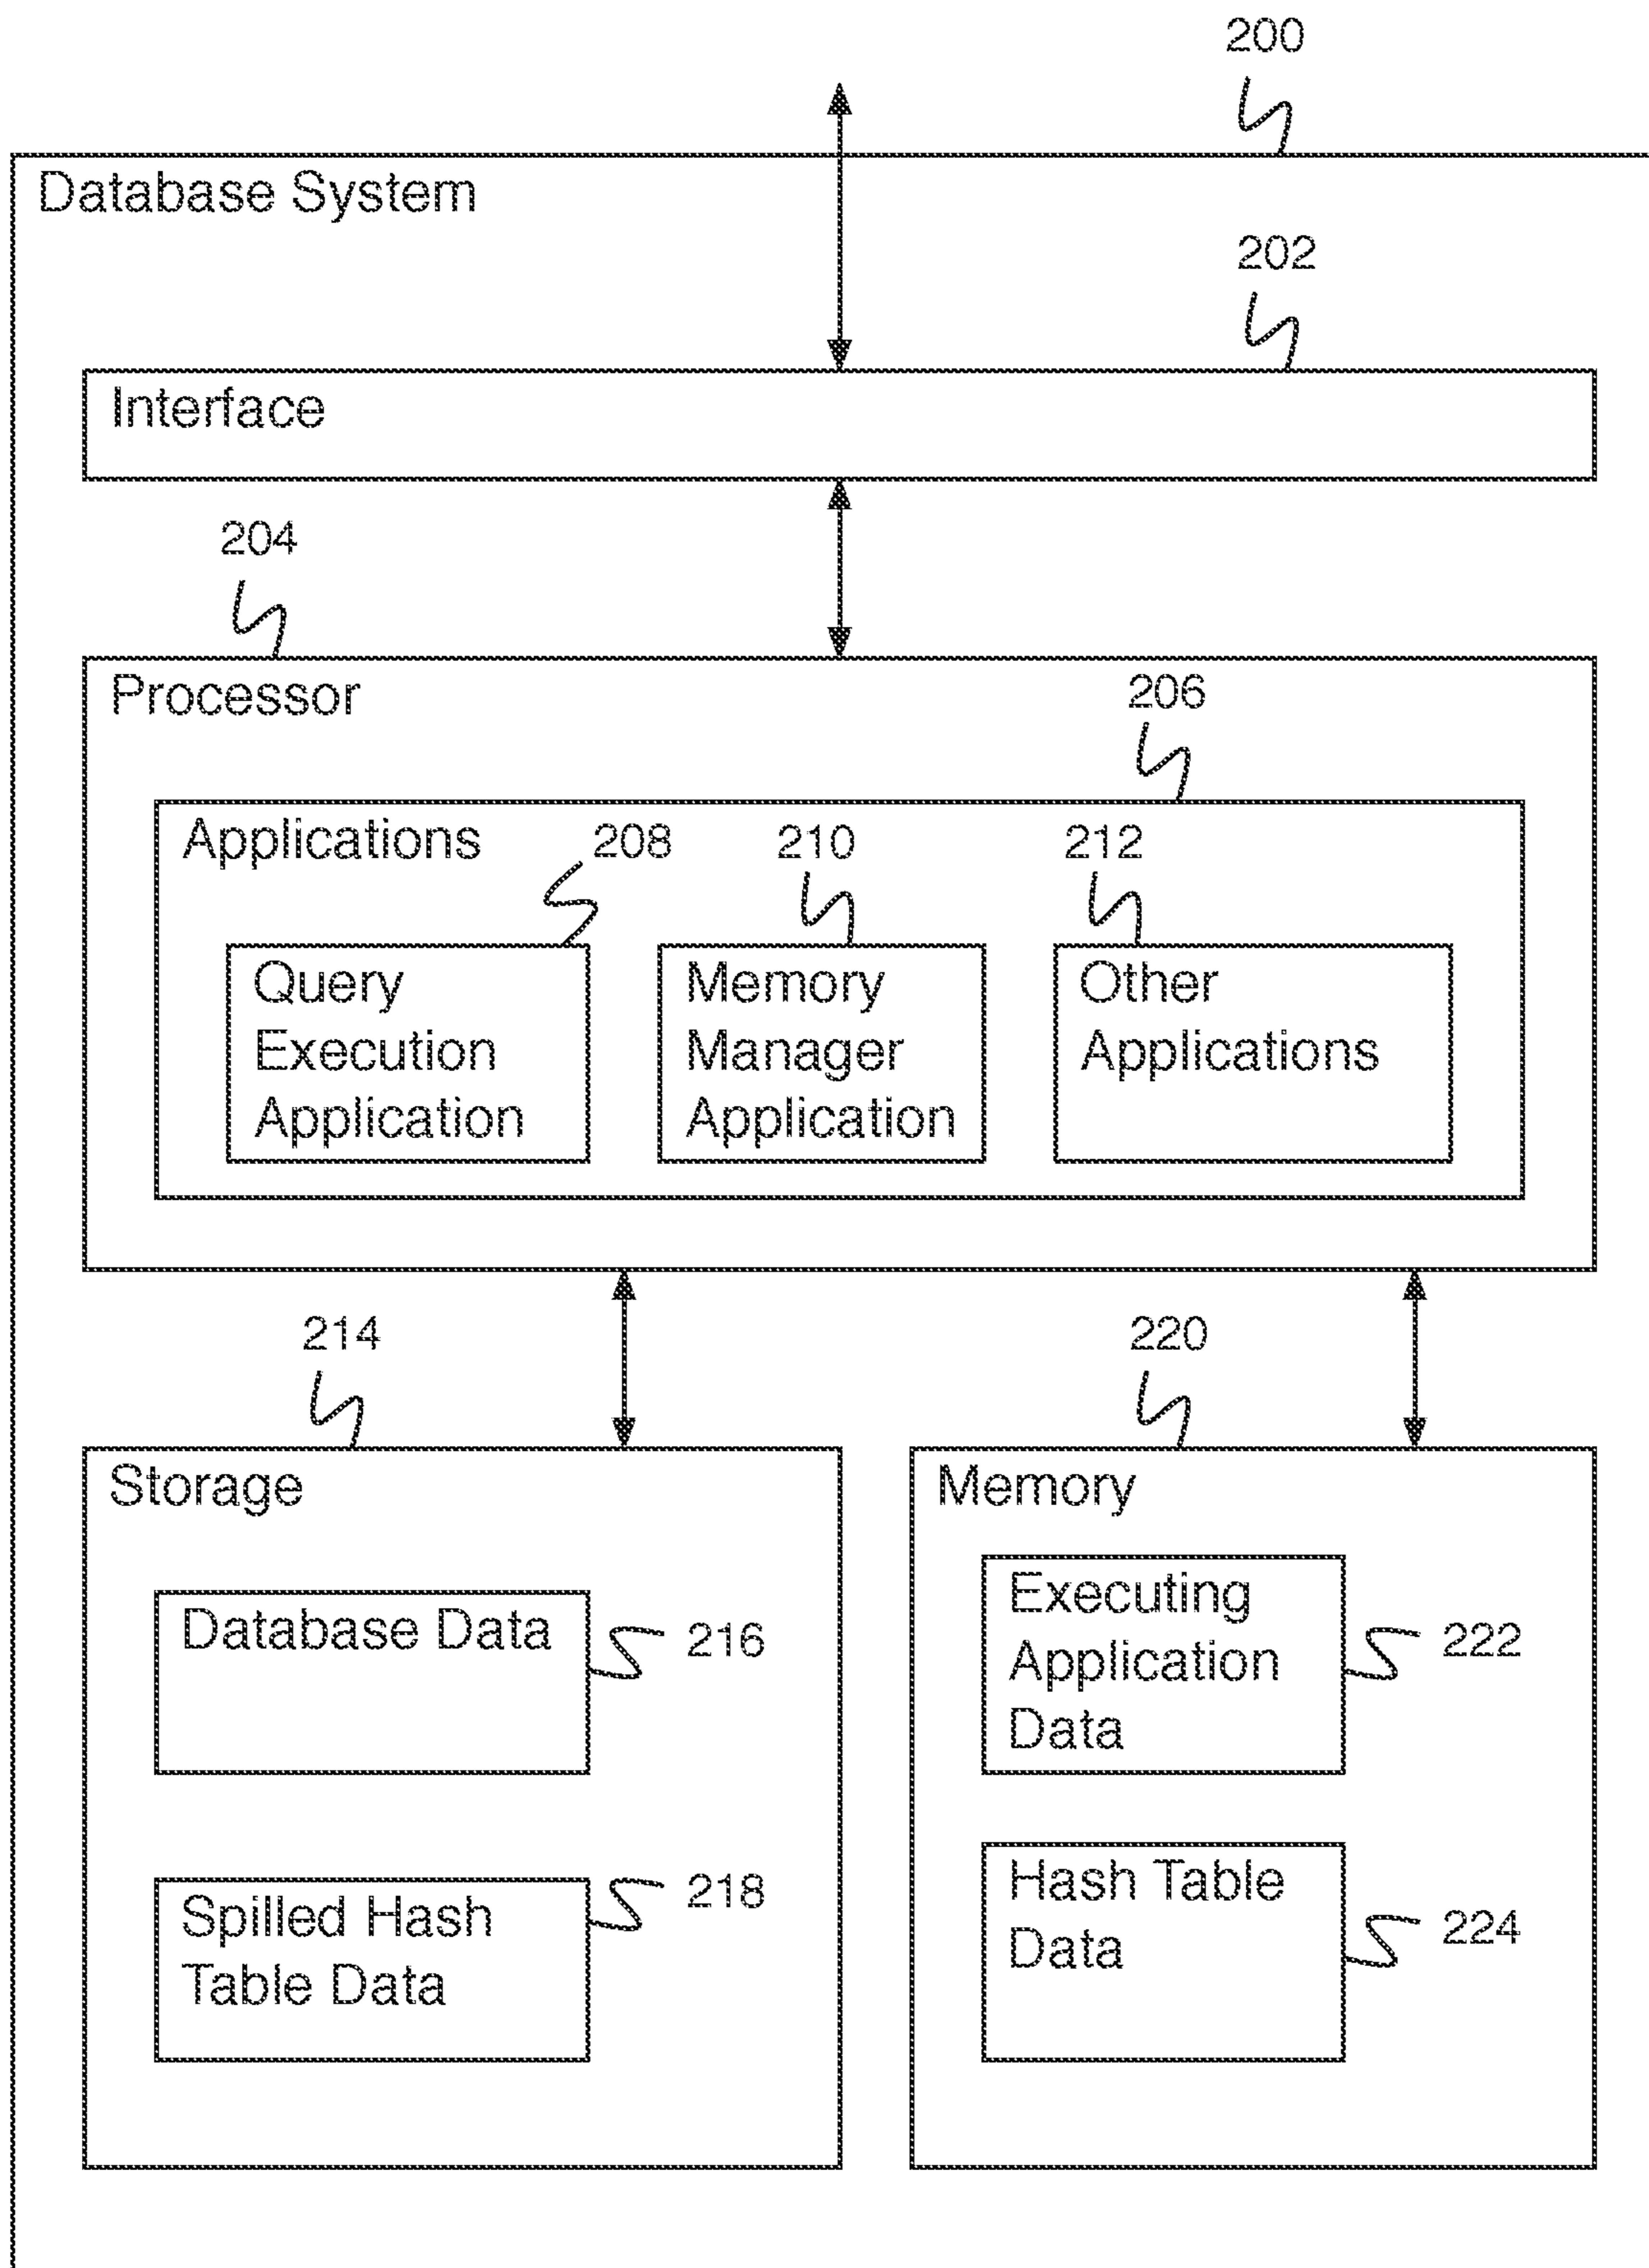 200
Database System
202
Interface
204
Processor
206
Applications
208
210
212
Query
Execution
Application
Memory
Manager
Application
Other
Applications
214
220
Storage
Memory
Database Data
216
Executing
Application
Data
222
Spilled Hash
Table Data
218
Hash Table
Data
224